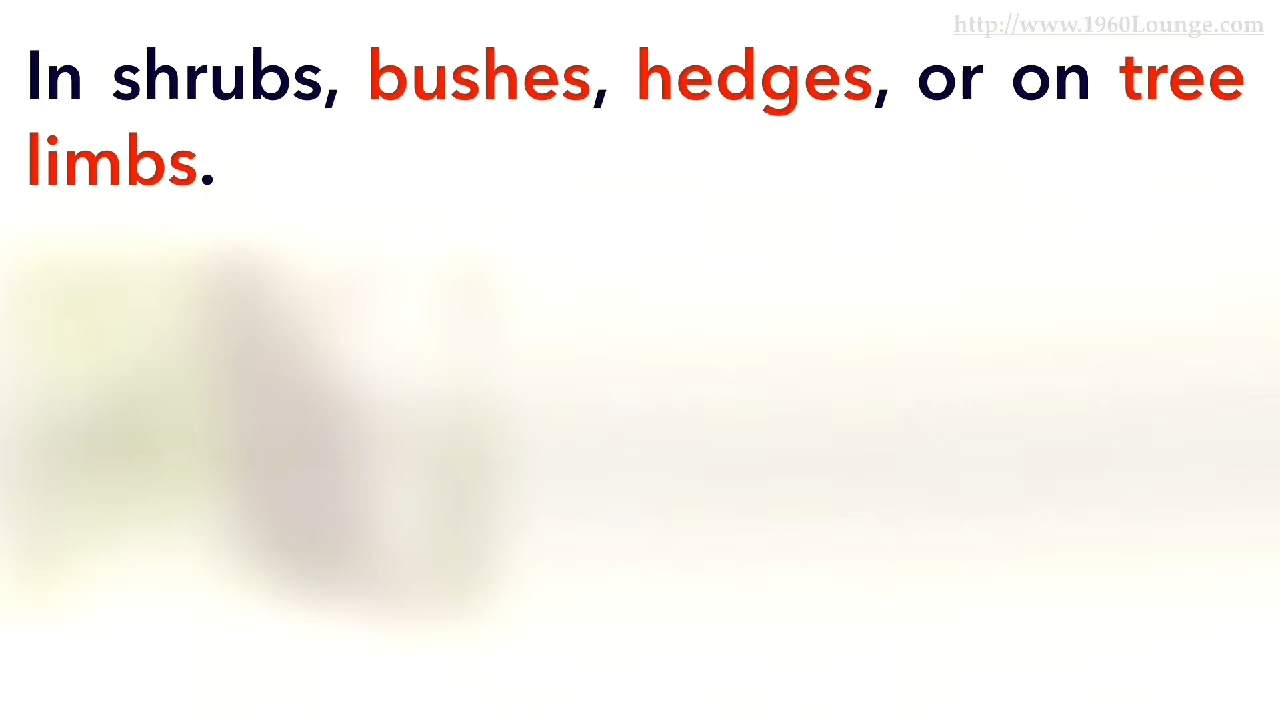 http://www.1960Lounge.com
In shrubs, bushes, hedges, or on tree
limbs.